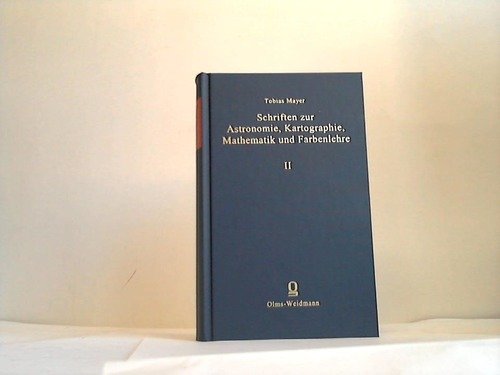 Tobias Mayer
Schriften zur
Astronomie, Kartographie,
Mathematik und Farbenlehre
II
Olms-Weidmann